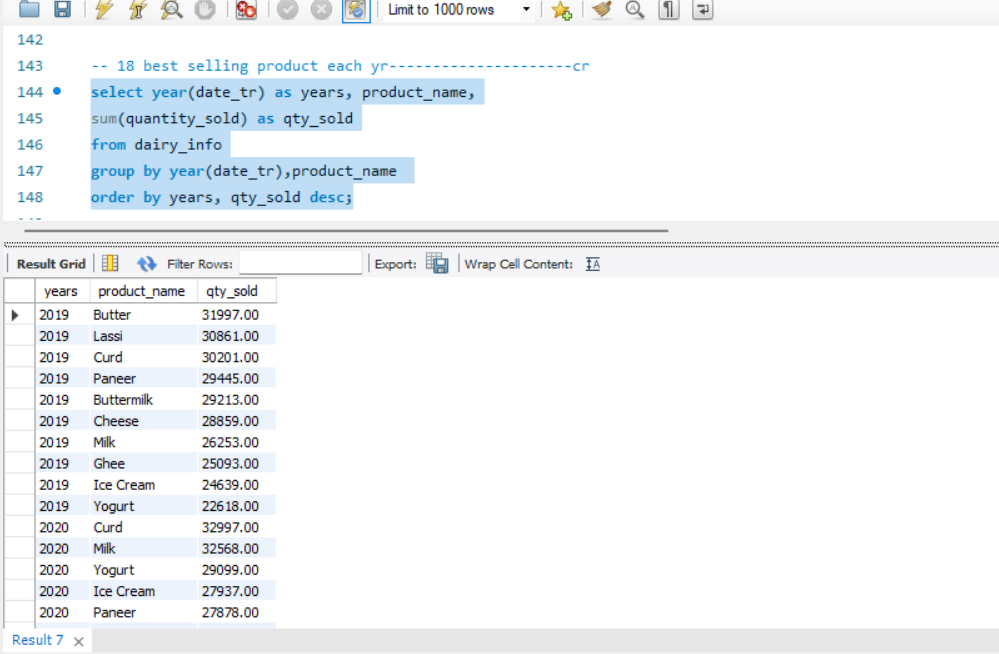 Limit to 1000 rows
142
143 -- 18 best selling product each yr---------------------cr
144 select year(date_tr) as years, product_name,
145 sum(quantity_sold) as qty_sold
146 from dairy_info
147 group by year(date_tr),product_name
148 order by years, qty_sold desc;
Result Grid Filter Rows: Export: Wrap Cell Content:
years product_name qty_sold
2019 Butter 31997.00
2019 Lassi 30861.00
2019 Curd 30201.00
2019 Paneer 29445.00
2019 Buttermilk 29213.00
2019 Cheese 28859.00
2019 Milk 26253.00
2019 Ghee 25093.00
2019 Ice Cream 24639.00
2019 Yogurt 22618.00
2020 Curd 32997.00
2020 Milk 32568.00
2020 Yogurt 29099.00
2020 Ice Cream 27937.00
2020 Paneer 27878.00
Result 7